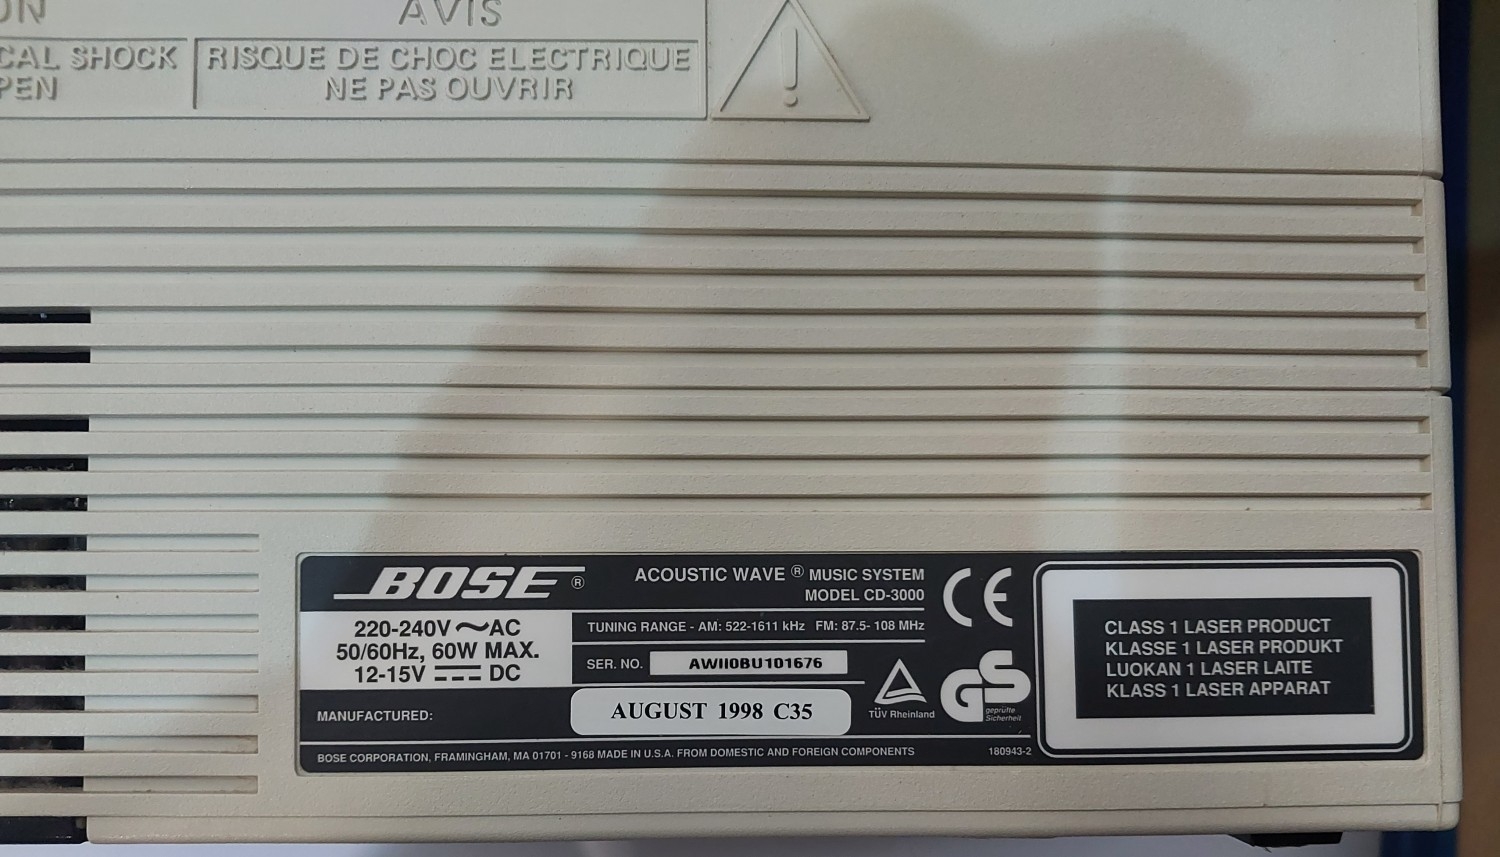 ON
AVIS
CAL SHOCK
PEN
RISQUE DE CHOC ELECTRIQUE
NE PAS OUVRIR
!
BOSE ®
ACOUSTIC WAVE ® MUSIC SYSTEM
MODEL CD-3000
220-240V ~ AC
50/60Hz, 60W MAX.
12-15V ⎓ DC
TUNING RANGE - AM: 522-1611 kHz FM: 87.5- 108 MHz
SER. NO. AWII0BU101676
MANUFACTURED: AUGUST 1998 C35
BOSE CORPORATION, FRAMINGHAM, MA 01701 - 9168 MADE IN U.S.A. FROM DOMESTIC AND FOREIGN COMPONENTS
180943-2
CE
TÜV Rheinland
GS
geprüfte
Sicherheit
CLASS 1 LASER PRODUCT
KLASSE 1 LASER PRODUKT
LUOKAN 1 LASER LAITE
KLASS 1 LASER APPARAT